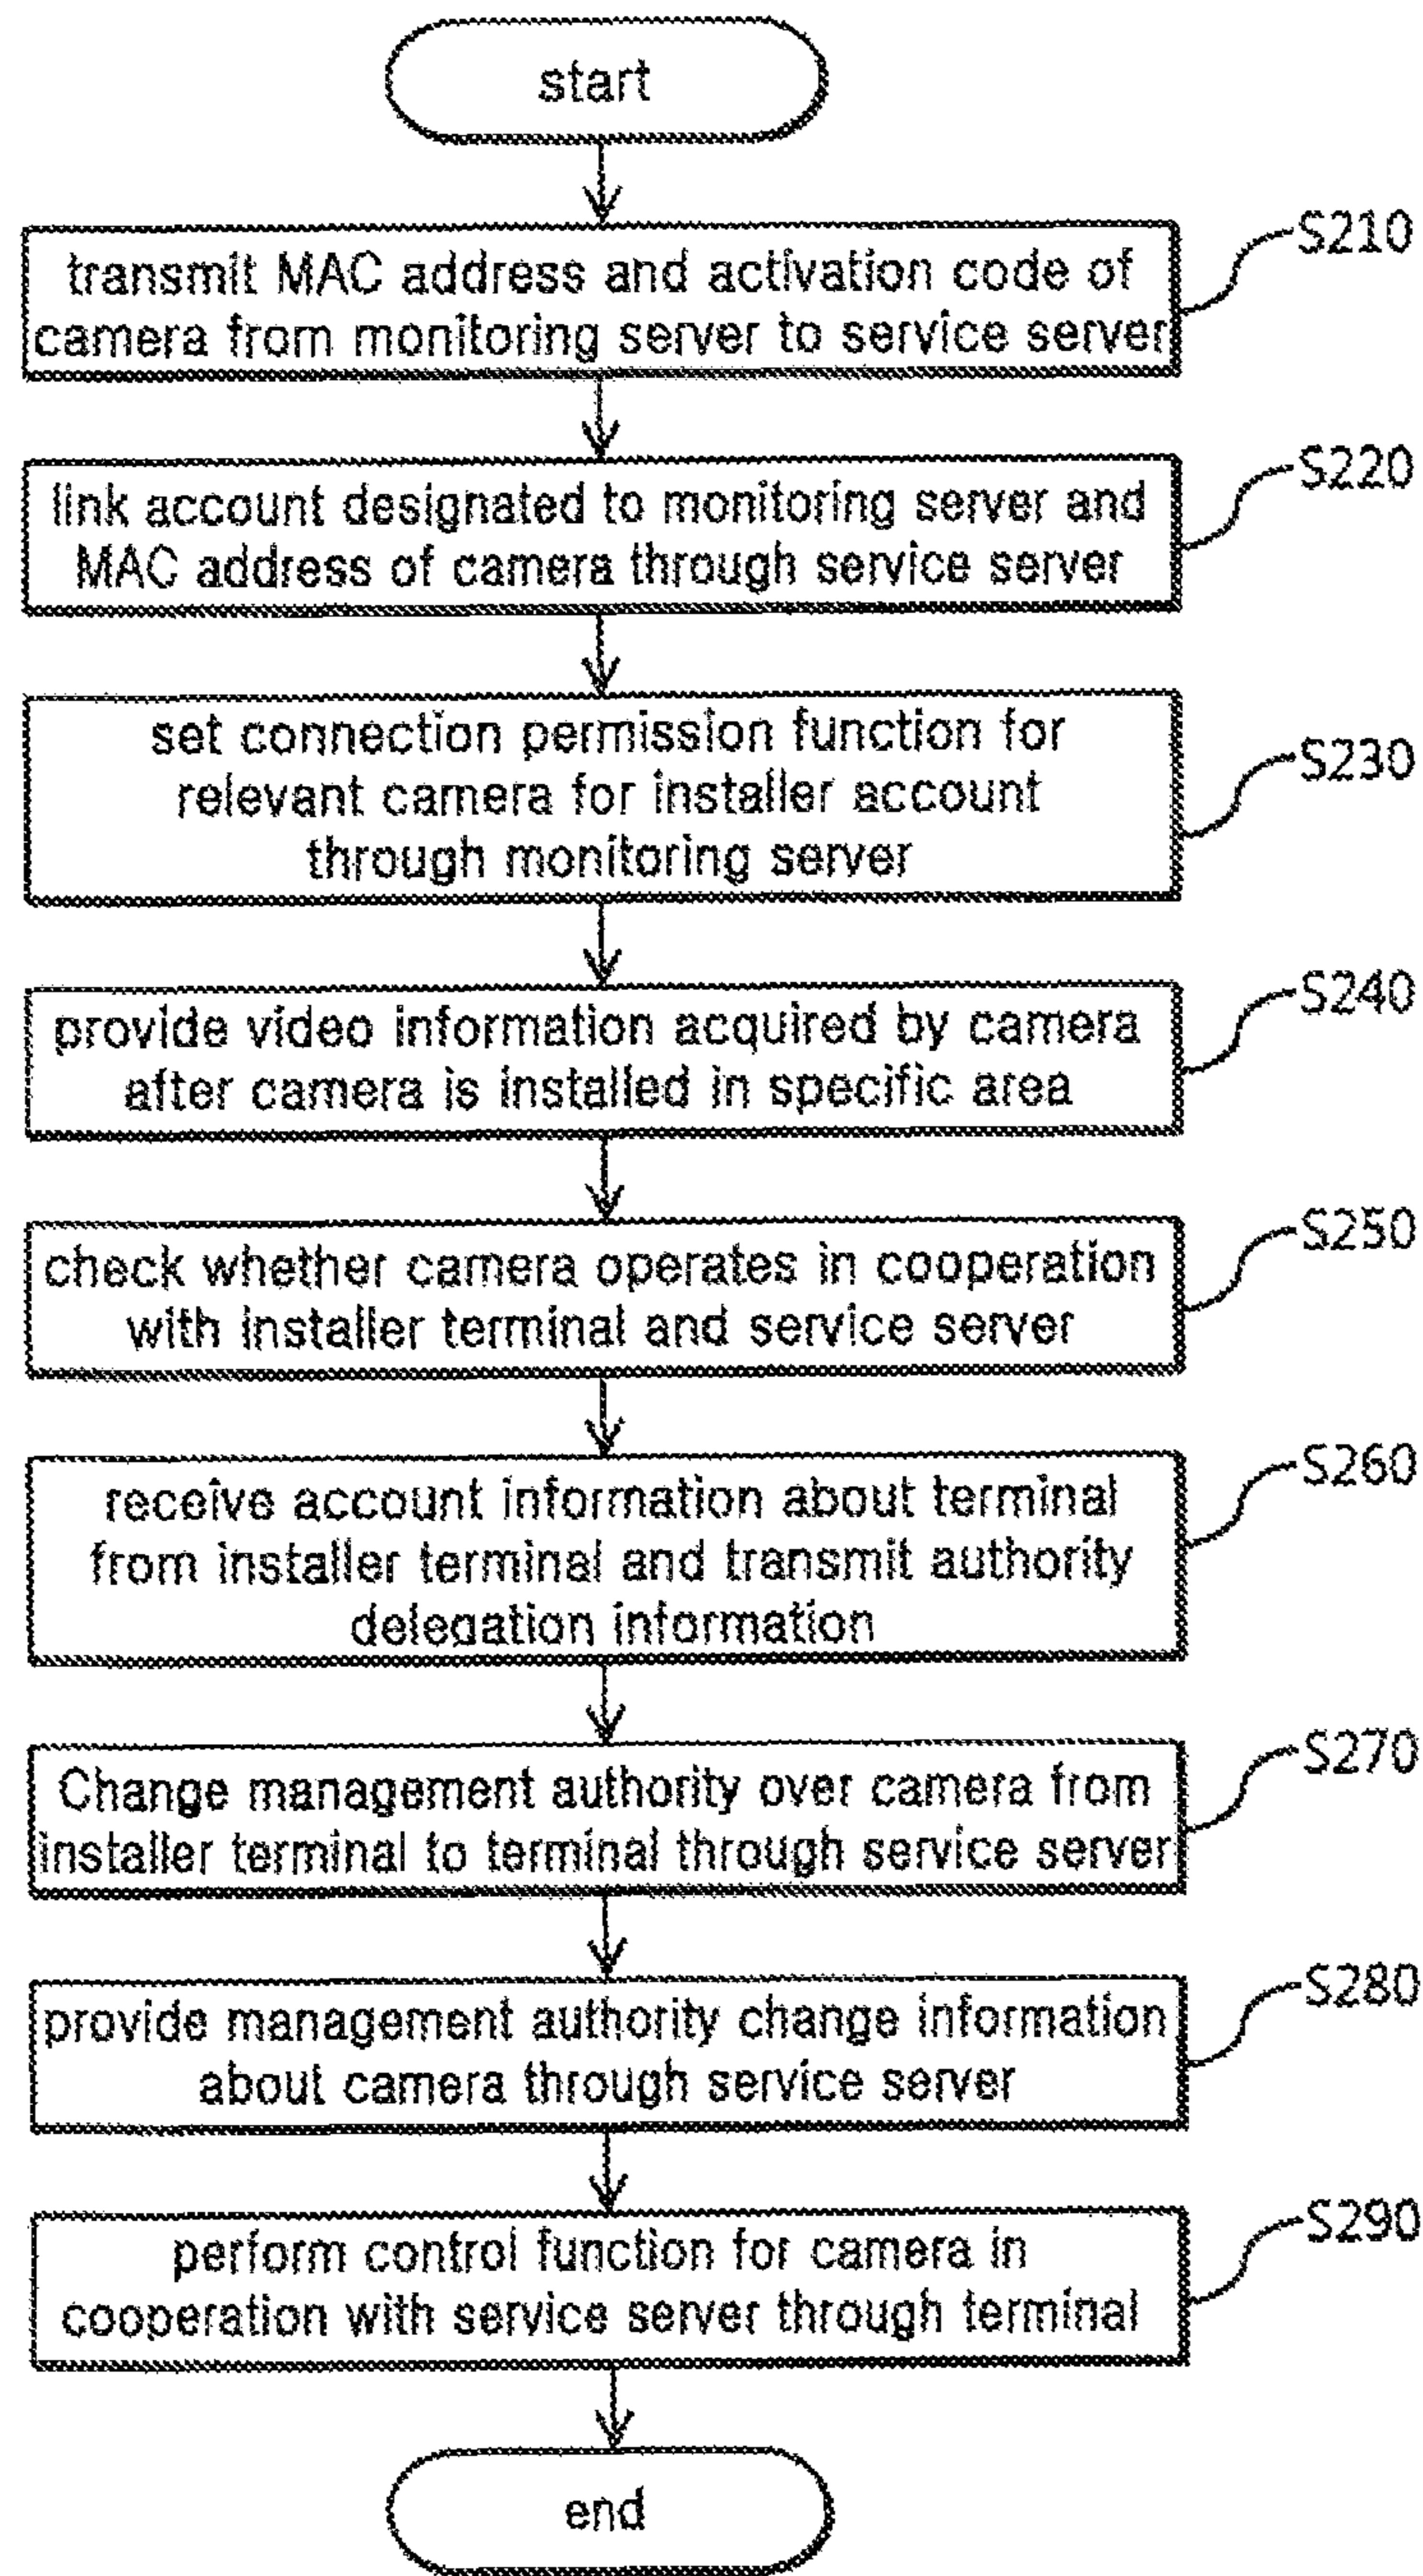 start
S210
transmit MAC address and activation code of
camera from monitoring server to service server
S220
link account designated to monitoring server and
MAC address of camera through service server
S230
set connection permission function for
relevant camera for installer account
through monitoring server
S240
provide video information acquired by camera
after camera is installed in specific area
S250
check whether camera operates in cooperation
with installer terminal and service server
S260
receive account information about terminal
from installer terminal and transmit authority
delegation information
S270
Change management authority over camera from
installer terminal to terminal through service server
S280
provide management authority change information
about camera through service server
S290
perform control function for camera in
cooperation with service server through terminal
end